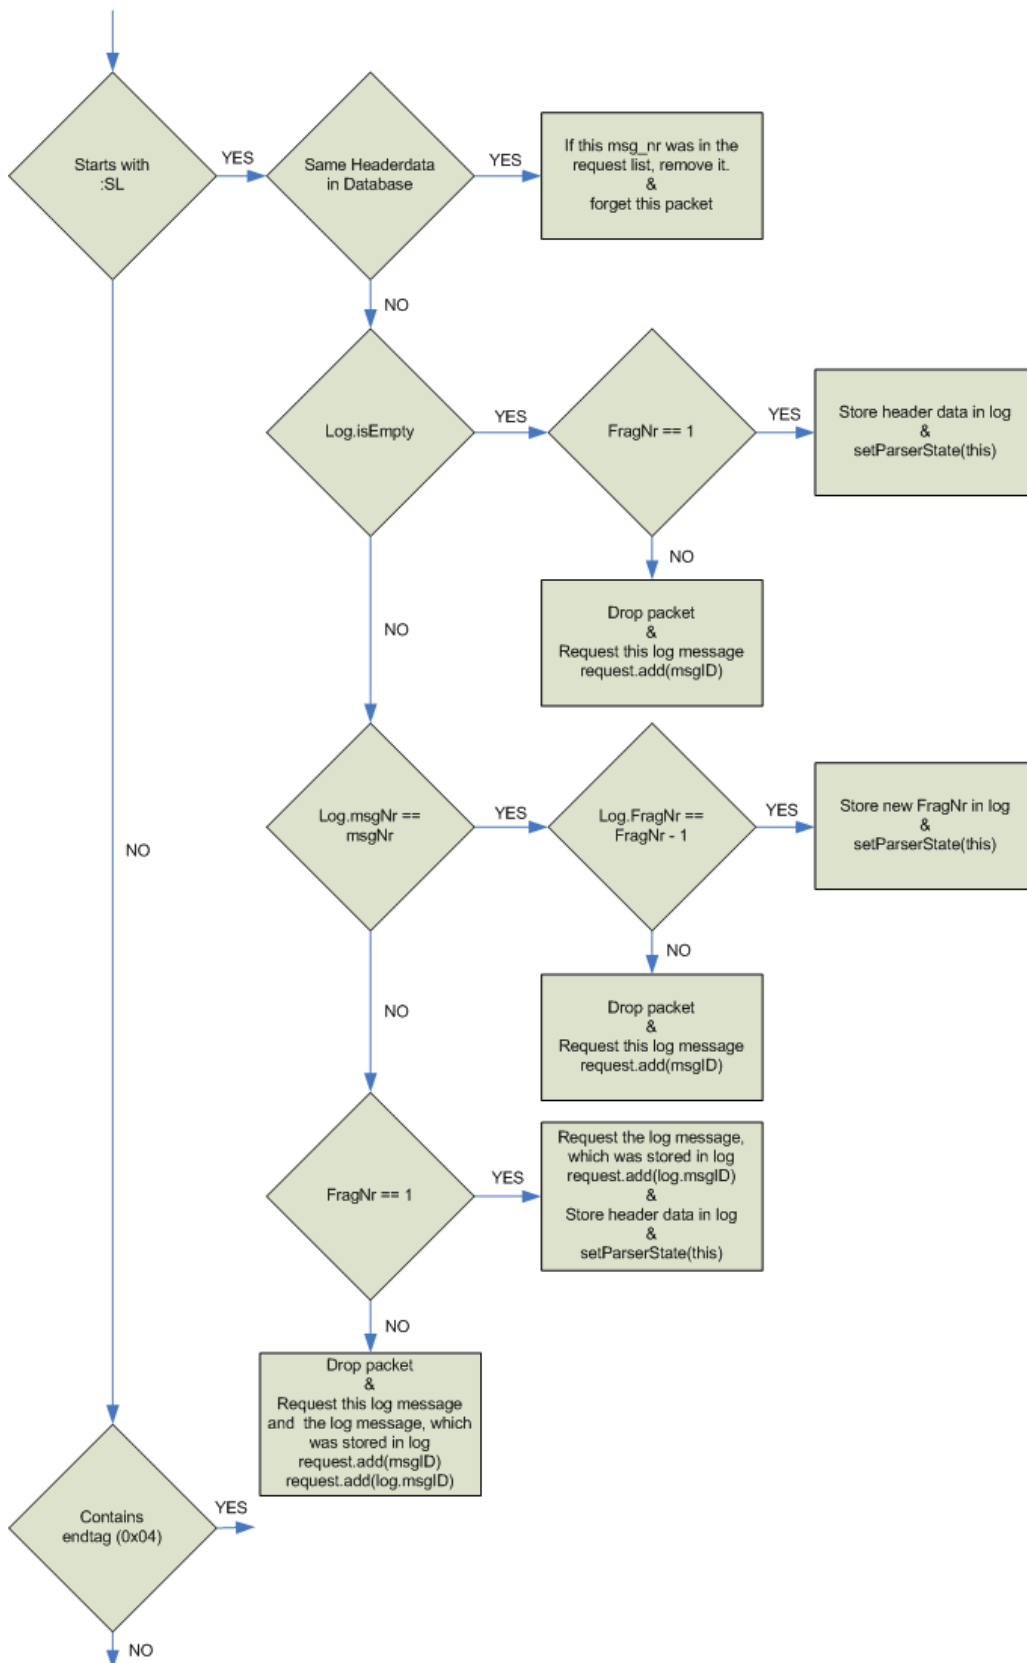 Starts with
:SL
YES
Same Headerdata
in Database
YES
If this msg_nr was in the
request list, remove it.
&
forget this packet
NO
Log.isEmpty
YES
FragNr == 1
YES
Store header data in log
&
setParserState(this)
NO
Drop packet
&
Request this log message
request.add(msgID)
NO
NO
Log.msgNr ==
msgNr
YES
Log.FragNr ==
FragNr - 1
YES
Store new FragNr in log
&
setParserState(this)
NO
Drop packet
&
Request this log message
request.add(msgID)
NO
FragNr == 1
YES
Request the log message,
which was stored in log
request.add(log.msgID)
&
Store header data in log
&
setParserState(this)
NO
Drop packet
&
Request this log message
and the log message, which
was stored in log
request.add(msgID)
request.add(log.msgID)
Contains
endtag (0x04)
YES
NO